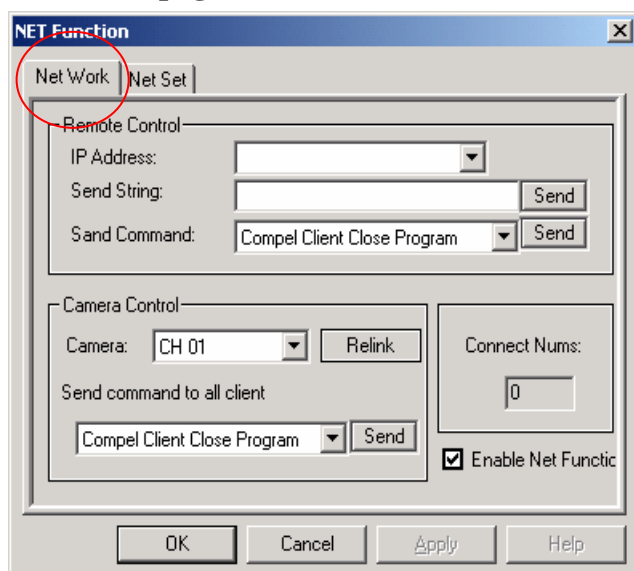 NET Function
Net Work Net Set
Remote Control
IP Address:
Send String: Send
Sand Command: Compel Client Close Program Send
Camera Control
Camera: CH 01 Relink
Connect Nums:
0
Send command to all client
Compel Client Close Program Send
Enable Net Functic
OK Cancel Apply Help